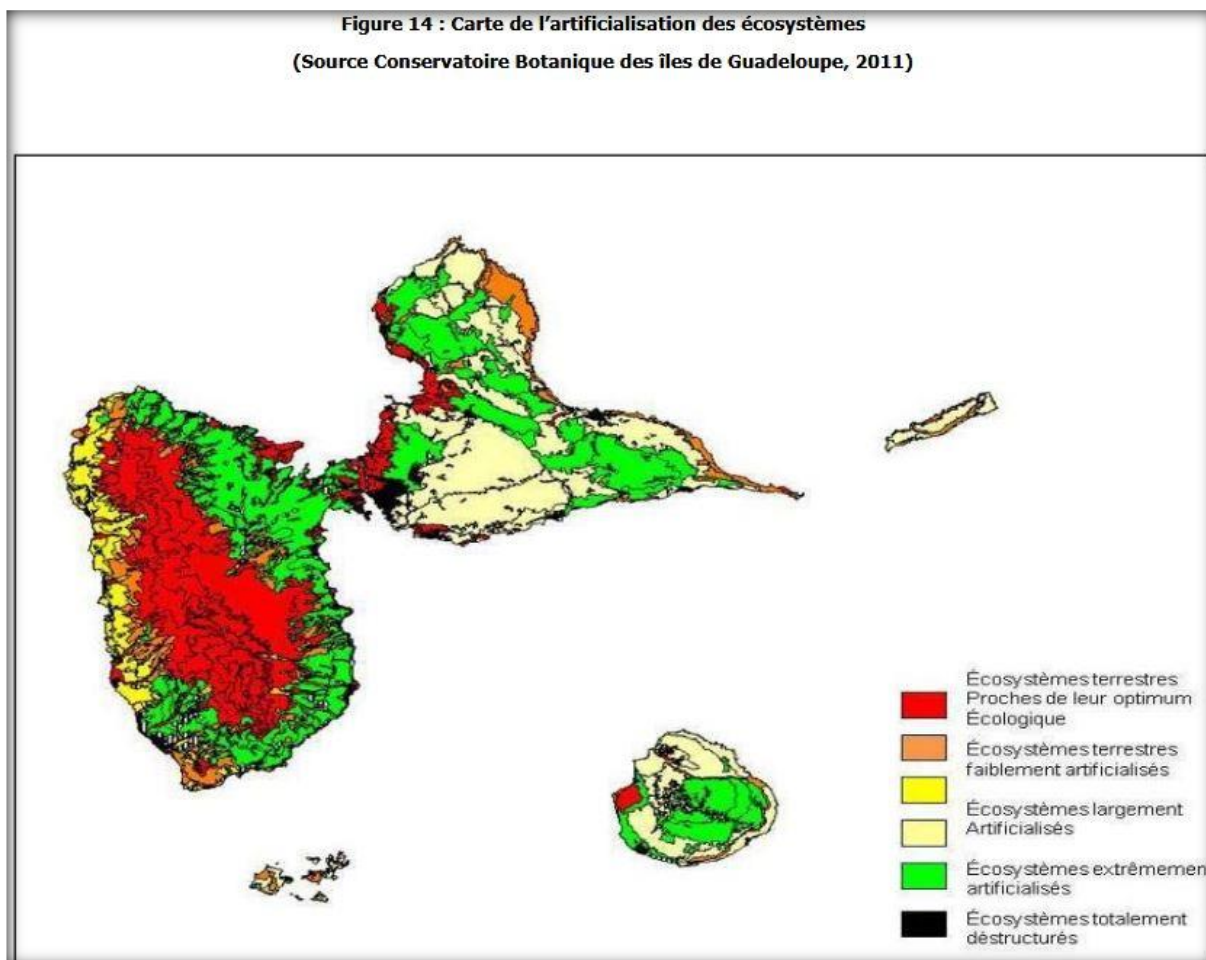 Figure 14 : Carte de l'artificialisation des écosystèmes
(Source Conservatoire Botanique des îles de Guadeloupe, 2011)
Écosystèmes terrestres
Proches de leur optimum
Écologique
Écosystèmes terrestres
faiblement artificialisés
Écosystèmes largement
Artificialisés
Écosystèmes extrêmemen
artificialisés
Écosystèmes totalement
déstructurés